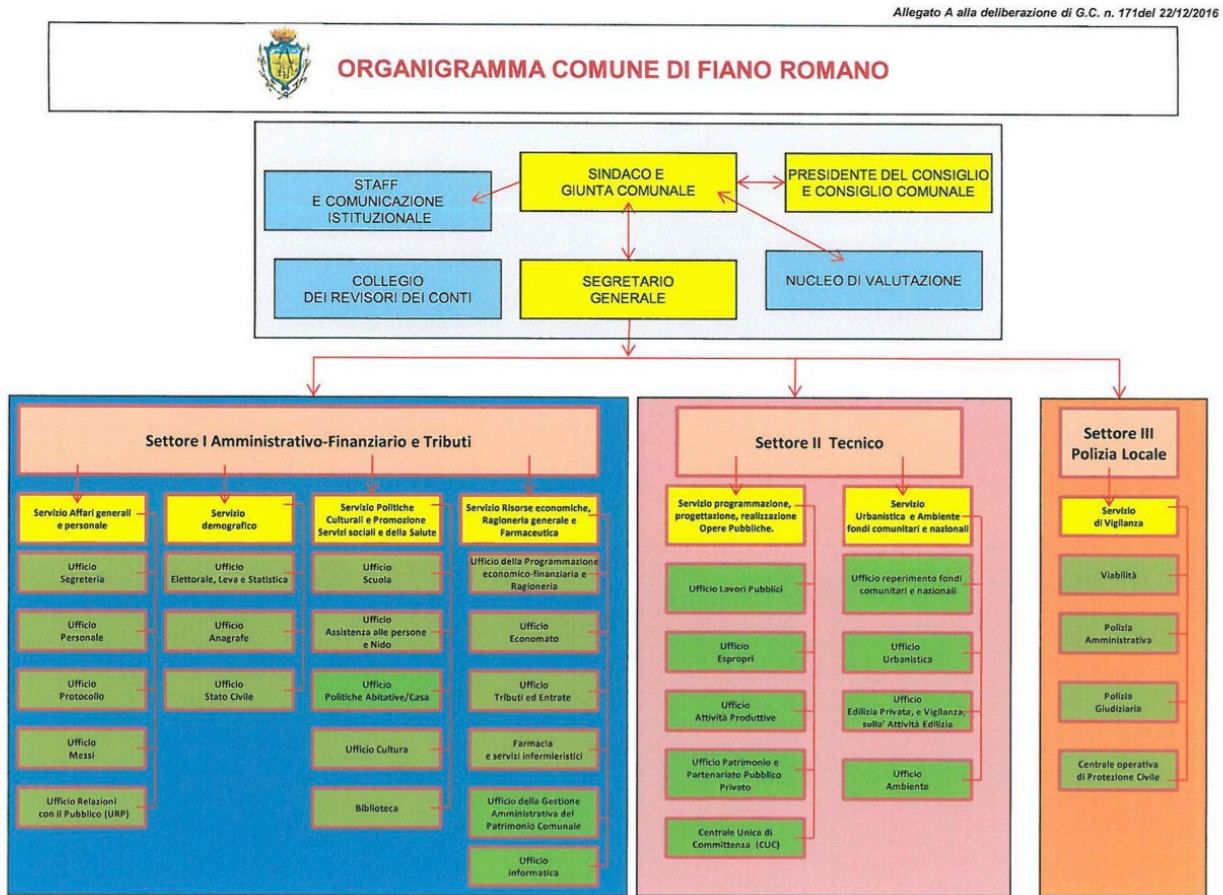 Allegato A alla deliberazione di G.C. n. 171del 22/12/2016
ORGANIGRAMMA COMUNE DI FIANO ROMANO
STAFF
E COMUNICAZIONE
ISTITUZIONALE
SINDACO E
GIUNTA COMUNALE
PRESIDENTE DEL CONSIGLIO
E CONSIGLIO COMUNALE
COLLEGIO
DEI REVISORI DEI CONTI
SEGRETARIO
GENERALE
NUCLEO DI VALUTAZIONE
Settore I Amministrativo-Finanziario e Tributi
Servizio Affari generali
e personale
Ufficio
Segreteria
Ufficio
Personale
Ufficio
Protocollo
Ufficio
Messi
Ufficio Relazioni
con il Pubblico (URP)
Servizio
demografico
Ufficio
Elettorale, Leva e Statistica
Ufficio
Anagrafe
Ufficio
Stato Civile
Servizio Politiche
Culturali e Promozione
Servizi sociali e della Salute
Ufficio
Scuola
Ufficio
Assistenza alle persone
e Nido
Ufficio
Politiche Abitative/Casa
Ufficio Cultura
Biblioteca
Servizio Risorse economiche,
Ragioneria generale e
Farmaceutica
Ufficio della Programmazione
economico-finanziaria e
Ragioneria
Ufficio
Economato
Ufficio
Tributi ed Entrate
Farmacia
e servizi infermieristici
Ufficio della Gestione
Amministrativa del
Patrimonio Comunale
Ufficio
informatica
Settore II Tecnico
Servizio programmazione,
progettazione, realizzazione
Opere Pubbliche.
Ufficio Lavori Pubblici
Ufficio
Espropri
Ufficio
Attività Produttive
Ufficio Patrimonio e
Partenariato Pubblico
Privato
Centrale Unica di
Committenza (CUC)
Servizio
Urbanistica e Ambiente
fondi comunitari e nazionali
Ufficio reperimento fondi
comunitari e nazionali
Ufficio
Urbanistica
Ufficio
Edilizia Privata, e Vigilanza,
sulla' Attività Edilizia
Ufficio
Ambiente
Settore III
Polizia Locale
Servizio
di Vigilanza
Viabilità
Polizia
Amministrativa
Polizia
Giudiziaria
Centrale operativa
di Protezione Civile